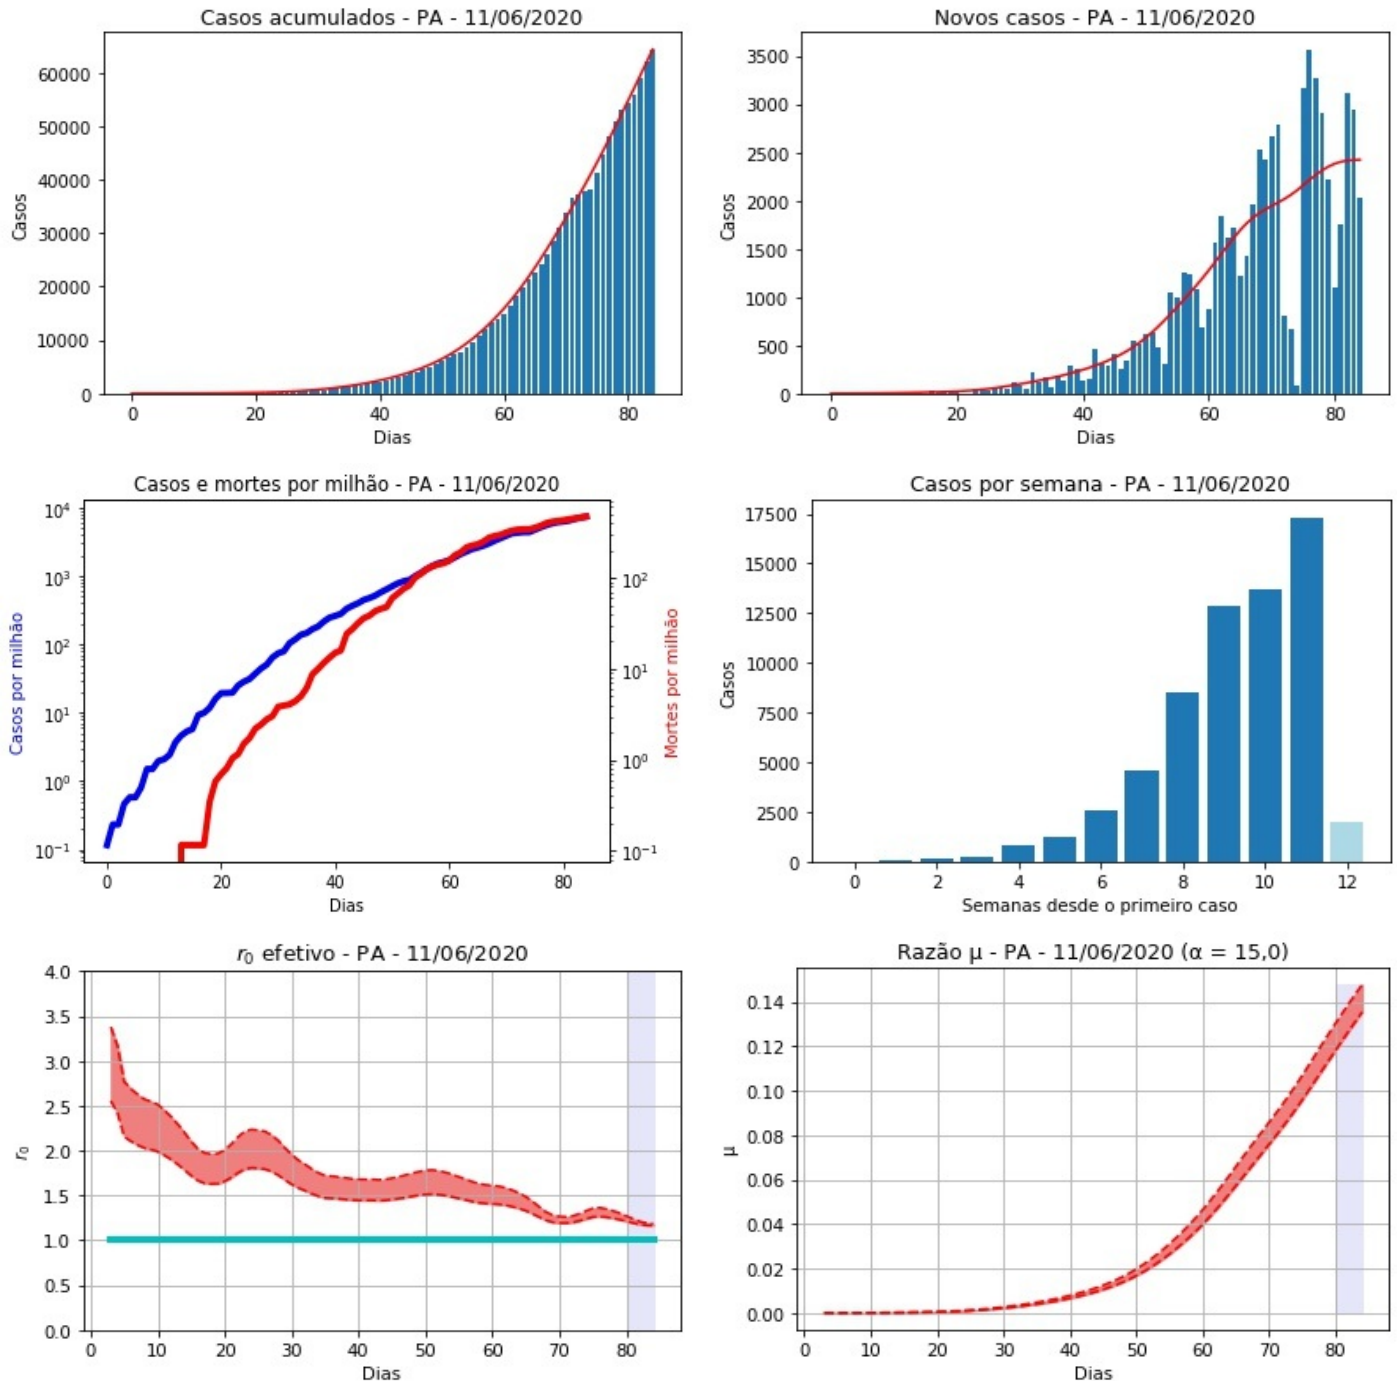 Casos acumulados - PA - 11/06/2020
Casos
60000
50000
40000
30000
20000
10000
0
0 20 40 60 80
Dias
Novos casos - PA - 11/06/2020
Casos
3500
3000
2500
2000
1500
1000
500
0
0 20 40 60 80
Dias
Casos e mortes por milhão - PA - 11/06/2020
Casos por milhão
10⁴
10³
10²
10¹
10⁰
10⁻¹
10²
10¹
10⁰
10⁻¹
Mortes por milhão
0 20 40 60 80
Dias
Casos por semana - PA - 11/06/2020
Casos
17500
15000
12500
10000
7500
5000
2500
0
0 2 4 6 8 10 12
Semanas desde o primeiro caso
r₀ efetivo - PA - 11/06/2020
r₀
4.0
3.5
3.0
2.5
2.0
1.5
1.0
0.5
0.0
0 10 20 30 40 50 60 70 80
Dias
Razão µ - PA - 11/06/2020 (α = 15,0)
µ
0.14
0.12
0.10
0.08
0.06
0.04
0.02
0.00
0 10 20 30 40 50 60 70 80
Dias